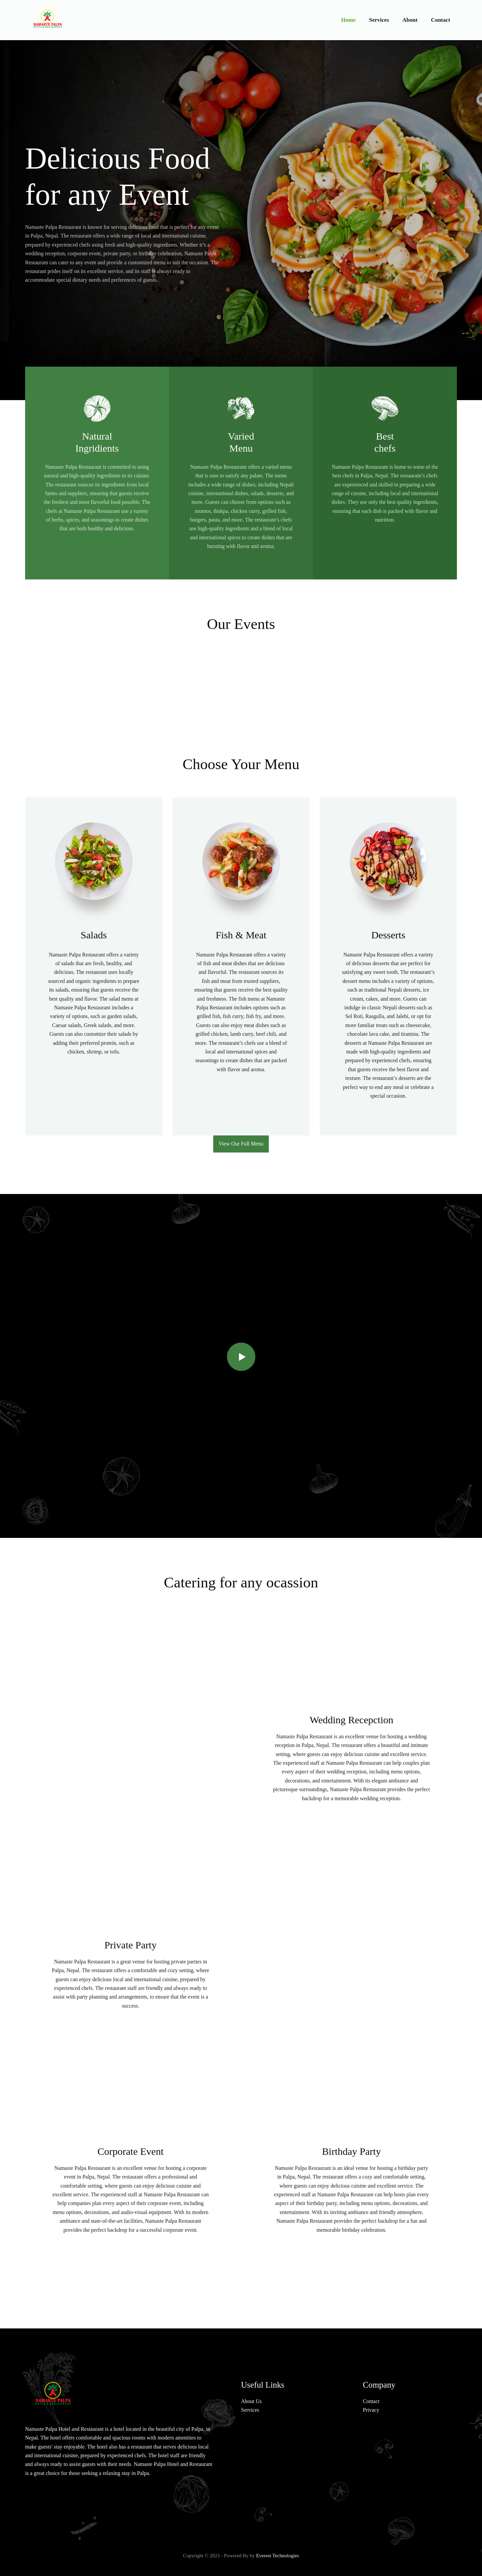 NAMASTE PALPA
Home
Services
About
Contact
Delicious Food
for any Event
Namaste Palpa Restaurant is known for serving delicious food that is perfect for any event
in Palpa, Nepal. The restaurant offers a wide range of local and international cuisine,
prepared by experienced chefs using fresh and high-quality ingredients. Whether it's a
wedding reception, corporate event, private party, or birthday celebration, Namaste Palpa
Restaurant can cater to any event and provide a customized menu to suit the occasion. The
restaurant prides itself on its excellent service, and its staff is always ready to
accommodate special dietary needs and preferences of guests.
Natural
Ingridients
Namaste Palpa Restaurant is committed to using
natural and high-quality ingredients in its cuisine.
The restaurant sources its ingredients from local
farms and suppliers, ensuring that guests receive
the freshest and most flavorful food possible. The
chefs at Namaste Palpa Restaurant use a variety
of herbs, spices, and seasonings to create dishes
that are both healthy and delicious.
Varied
Menu
Namaste Palpa Restaurant offers a varied menu
that is sure to satisfy any palate. The menu
includes a wide range of dishes, including Nepali
cuisine, international dishes, salads, desserts, and
more. Guests can choose from options such as
momos, thukpa, chicken curry, grilled fish,
burgers, pasta, and more. The restaurant's chefs
use high-quality ingredients and a blend of local
and international spices to create dishes that are
bursting with flavor and aroma.
Best
chefs
Namaste Palpa Restaurant is home to some of the
best chefs in Palpa, Nepal. The restaurant's chefs
are experienced and skilled in preparing a wide
range of cuisine, including local and international
dishes. They use only the best quality ingredients,
ensuring that each dish is packed with flavor and
nutrition.
Our Events
Choose Your Menu
Salads
Namaste Palpa Restaurant offers a variety
of salads that are fresh, healthy, and
delicious. The restaurant uses locally
sourced and organic ingredients to prepare
its salads, ensuring that guests receive the
best quality and flavor. The salad menu at
Namaste Palpa Restaurant includes a
variety of options, such as garden salads,
Caesar salads, Greek salads, and more.
Guests can also customize their salads by
adding their preferred protein, such as
chicken, shrimp, or tofu.
Fish & Meat
Namaste Palpa Restaurant offers a variety
of fish and meat dishes that are delicious
and flavorful. The restaurant sources its
fish and meat from trusted suppliers,
ensuring that guests receive the best quality
and freshness. The fish menu at Namaste
Palpa Restaurant includes options such as
grilled fish, fish curry, fish fry, and more.
Guests can also enjoy meat dishes such as
grilled chicken, lamb curry, beef chili, and
more. The restaurant's chefs use a blend of
local and international spices and
seasonings to create dishes that are packed
with flavor and aroma.
Desserts
Namaste Palpa Restaurant offers a variety
of delicious desserts that are perfect for
satisfying any sweet tooth. The restaurant's
dessert menu includes a variety of options,
such as traditional Nepali desserts, ice
cream, cakes, and more. Guests can
indulge in classic Nepali desserts such as
Sel Roti, Rasgulla, and Jalebi, or opt for
more familiar treats such as cheesecake,
chocolate lava cake, and tiramisu. The
desserts at Namaste Palpa Restaurant are
made with high-quality ingredients and
prepared by experienced chefs, ensuring
that guests receive the best flavor and
texture. The restaurant's desserts are the
perfect way to end any meal or celebrate a
special occasion.
View Our Full Menu
Catering for any ocassion
Wedding Recepction
Namaste Palpa Restaurant is an excellent venue for hosting a wedding
reception in Palpa, Nepal. The restaurant offers a beautiful and intimate
setting, where guests can enjoy delicious cuisine and excellent service.
The experienced staff at Namaste Palpa Restaurant can help couples plan
every aspect of their wedding reception, including menu options,
decorations, and entertainment. With its elegant ambiance and
picturesque surroundings, Namaste Palpa Restaurant provides the perfect
backdrop for a memorable wedding reception.
Private Party
Namaste Palpa Restaurant is a great venue for hosting private parties in
Palpa, Nepal. The restaurant offers a comfortable and cozy setting, where
guests can enjoy delicious local and international cuisine, prepared by
experienced chefs. The restaurant staff are friendly and always ready to
assist with party planning and arrangements, to ensure that the event is a
success.
Corporate Event
Namaste Palpa Restaurant is an excellent venue for hosting a corporate
event in Palpa, Nepal. The restaurant offers a professional and
comfortable setting, where guests can enjoy delicious cuisine and
excellent service. The experienced staff at Namaste Palpa Restaurant can
help companies plan every aspect of their corporate event, including
menu options, decorations, and audio-visual equipment. With its modern
ambiance and state-of-the-art facilities, Namaste Palpa Restaurant
provides the perfect backdrop for a successful corporate event.
Birthday Party
Namaste Palpa Restaurant is an ideal venue for hosting a birthday party
in Palpa, Nepal. The restaurant offers a cozy and comfortable setting,
where guests can enjoy delicious cuisine and excellent service. The
experienced staff at Namaste Palpa Restaurant can help hosts plan every
aspect of their birthday party, including menu options, decorations, and
entertainment. With its inviting ambiance and friendly atmosphere,
Namaste Palpa Restaurant provides the perfect backdrop for a fun and
memorable birthday celebration.
NAMASTE PALPA
Namaste Palpa Hotel and Restaurant is a hotel located in the beautiful city of Palpa, in
Nepal. The hotel offers comfortable and spacious rooms with modern amenities to
make guests' stay enjoyable. The hotel also has a restaurant that serves delicious local
and international cuisine, prepared by experienced chefs. The hotel staff are friendly
and always ready to assist guests with their needs. Namaste Palpa Hotel and Restaurant
is a great choice for those seeking a relaxing stay in Palpa.
Useful Links
About Us
Services
Company
Contact
Privacy
Copyright © 2023 - Powered By by Everest Technologies